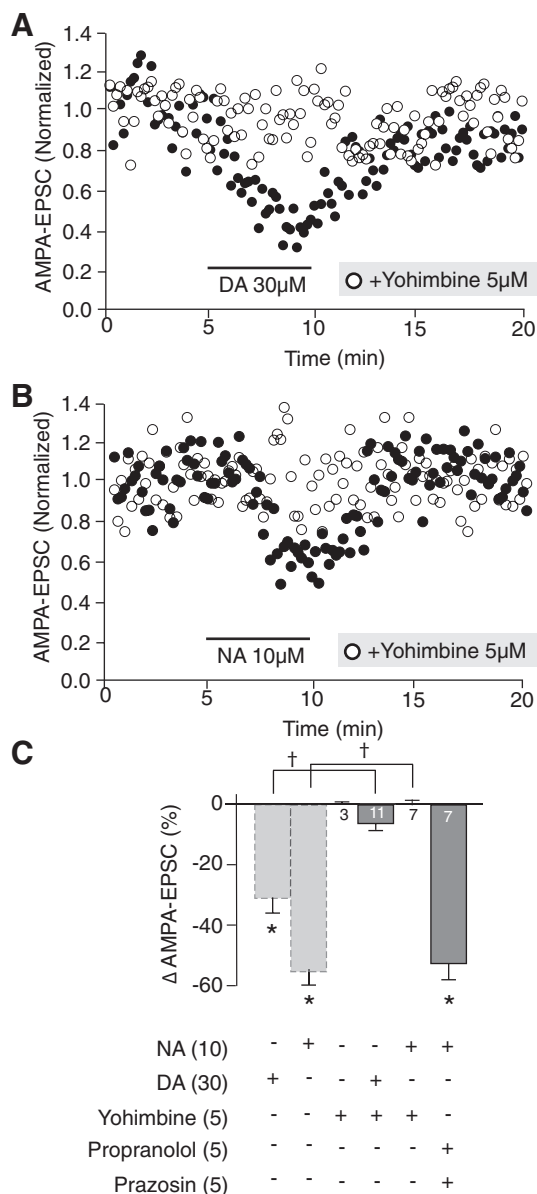 A
AMPA-EPSC (Normalized)
1.4
1.2
1.0
0.8
0.6
0.4
0.2
0.0
DA 30µM
+Yohimbine 5µM
0 5 10 15 20
Time (min)
B
AMPA-EPSC (Normalized)
1.4
1.2
1.0
0.8
0.6
0.4
0.2
0.0
NA 10µM
+Yohimbine 5µM
0 5 10 15 20
Time (min)
C
† †
Δ AMPA-EPSC (%)
0
-20
-40
-60
3 11 7 7
* * *
NA (10) - + - - + +
DA (30) + - - + - -
Yohimbine (5) - - + + + -
Propranolol (5) - - - - - +
Prazosin (5) - - - - - +